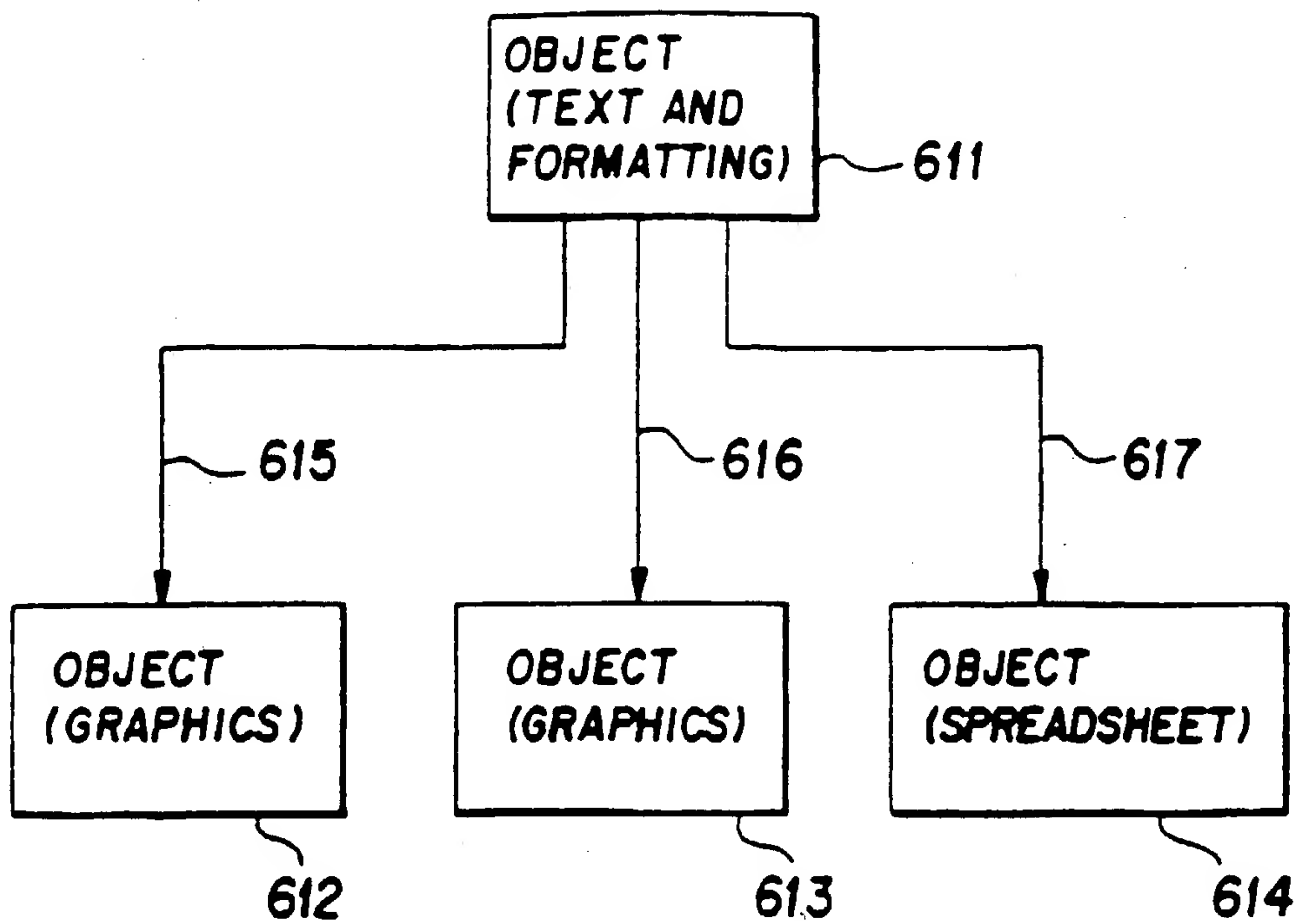 OBJECT
(TEXT AND
FORMATTING)
611
615
616
617
OBJECT
(GRAPHICS)
OBJECT
(GRAPHICS)
OBJECT
(SPREADSHEET)
612
613
614